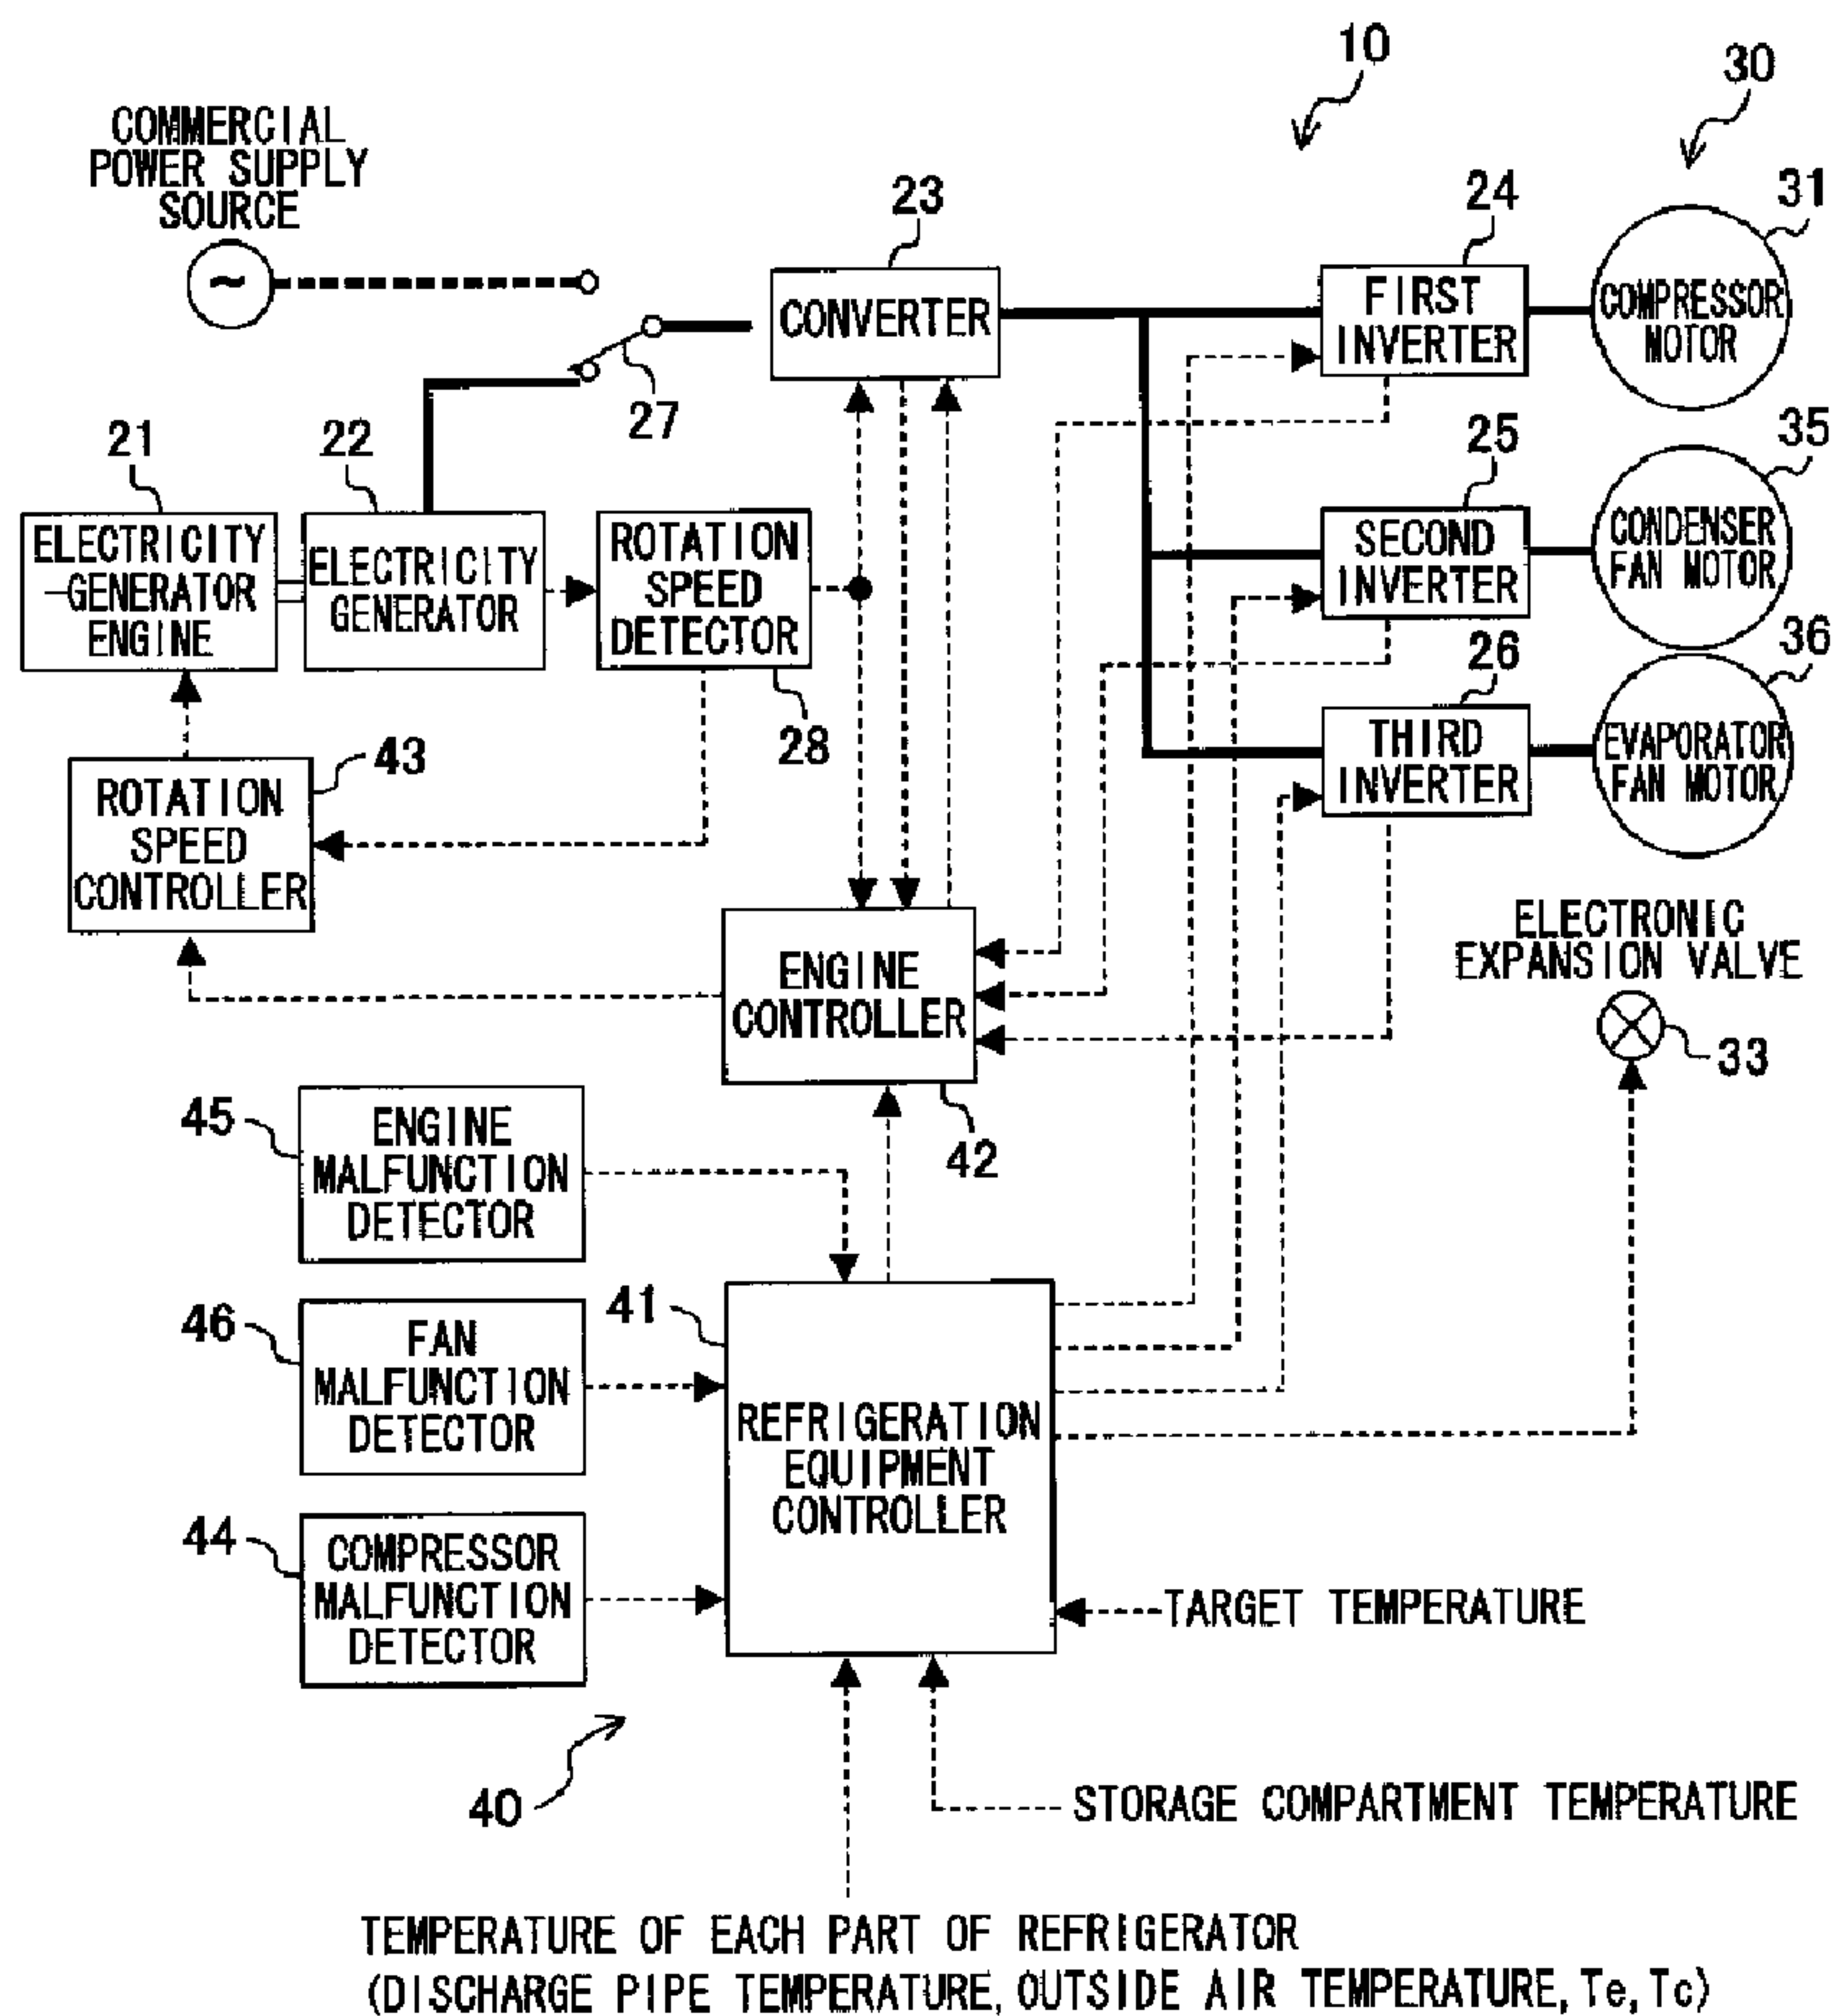 10
30
COMMERCIAL
POWER SUPPLY
SOURCE
~
23
24
31
CONVERTER
FIRST
INVERTER
COMPRESSOR
MOTOR
27
21
22
25
35
ELECTRICITY
-GENERATOR
ENGINE
ELECTRICITY
GENERATOR
ROTATION
SPEED
DETECTOR
SECOND
INVERTER
CONDENSER
FAN MOTOR
28
26
36
43
THIRD
INVERTER
EVAPORATOR
FAN MOTOR
ROTATION
SPEED
CONTROLLER
ENGINE
CONTROLLER
ELECTRONIC
EXPANSION VALVE
33
45
ENGINE
MALFUNCTION
DETECTOR
42
46
FAN
MALFUNCTION
DETECTOR
41
REFRIGERATION
EQUIPMENT
CONTROLLER
44
COMPRESSOR
MALFUNCTION
DETECTOR
TARGET TEMPERATURE
40
STORAGE COMPARTMENT TEMPERATURE
TEMPERATURE OF EACH PART OF REFRIGERATOR
(DISCHARGE PIPE TEMPERATURE, OUTSIDE AIR TEMPERATURE, Te, Tc)